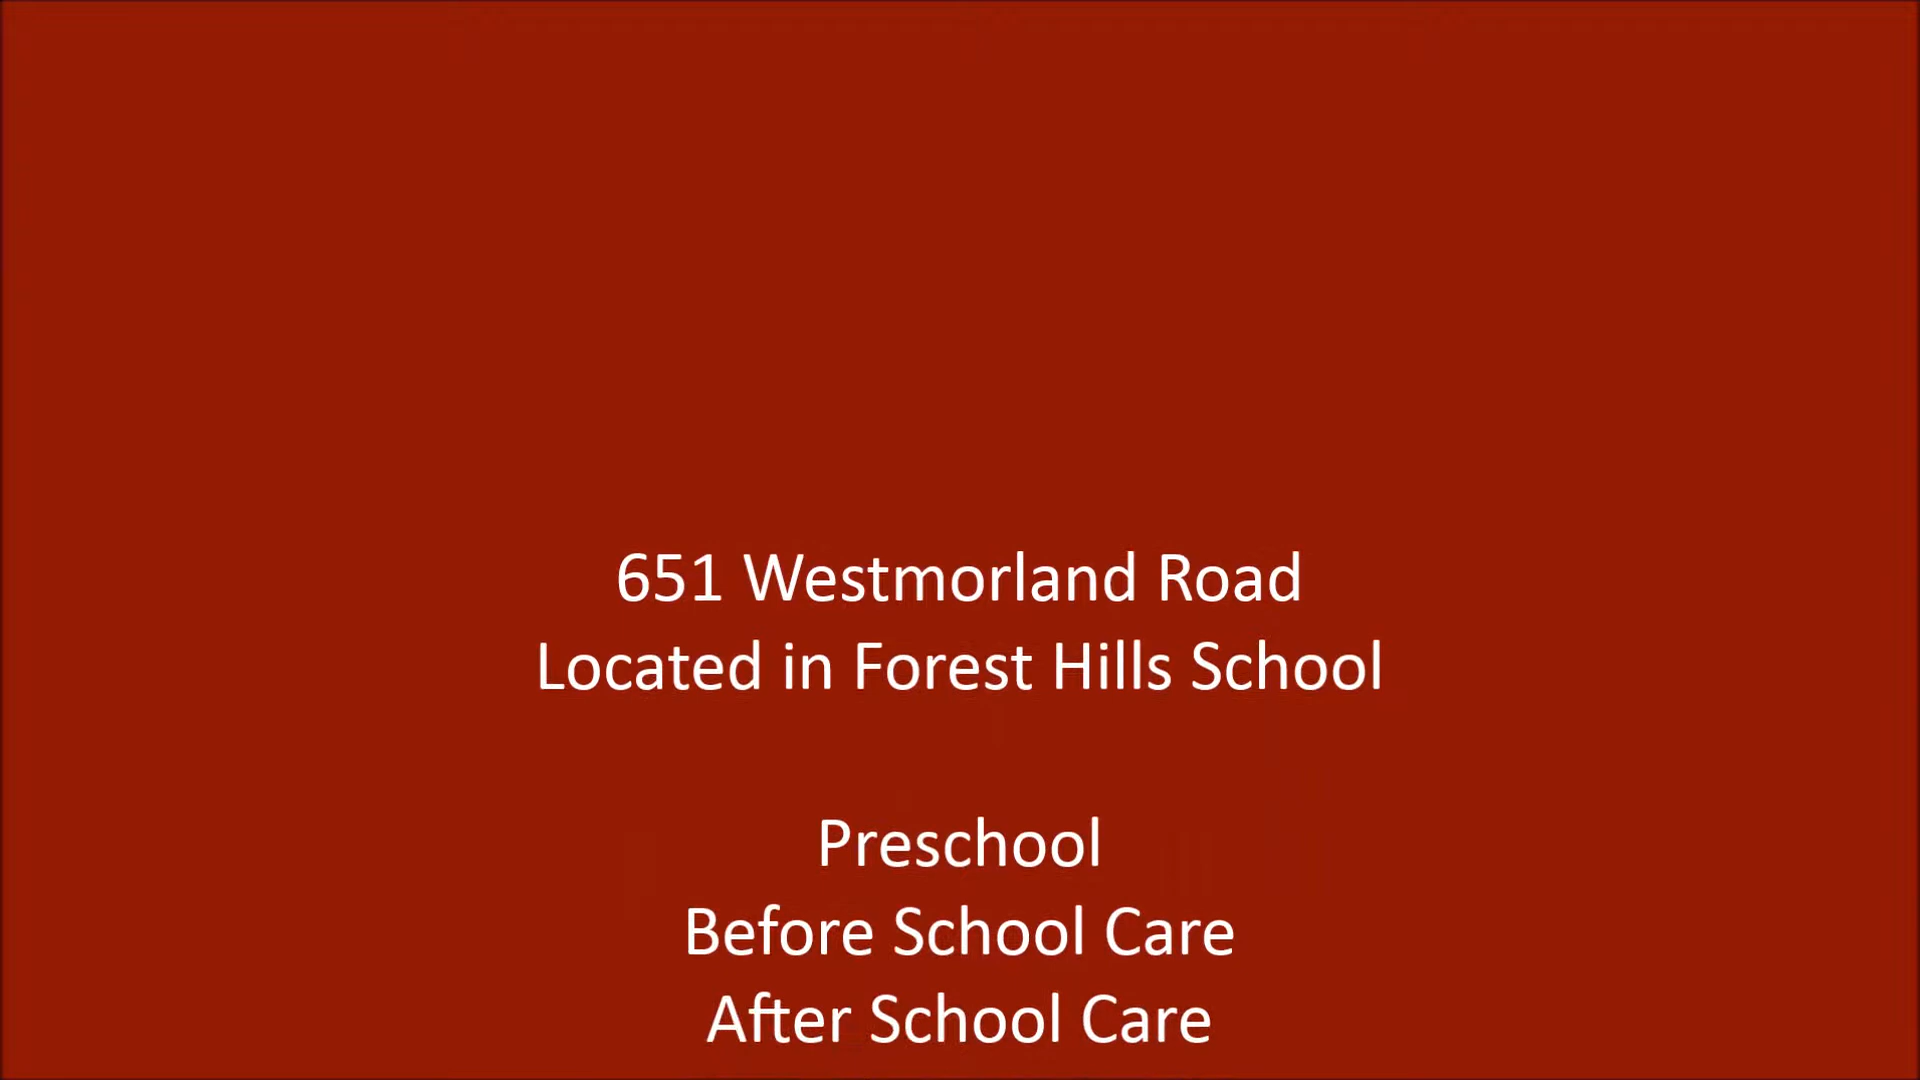 651 Westmorland Road
Located in Forest Hills School
Preschool
Before School Care
After School Care